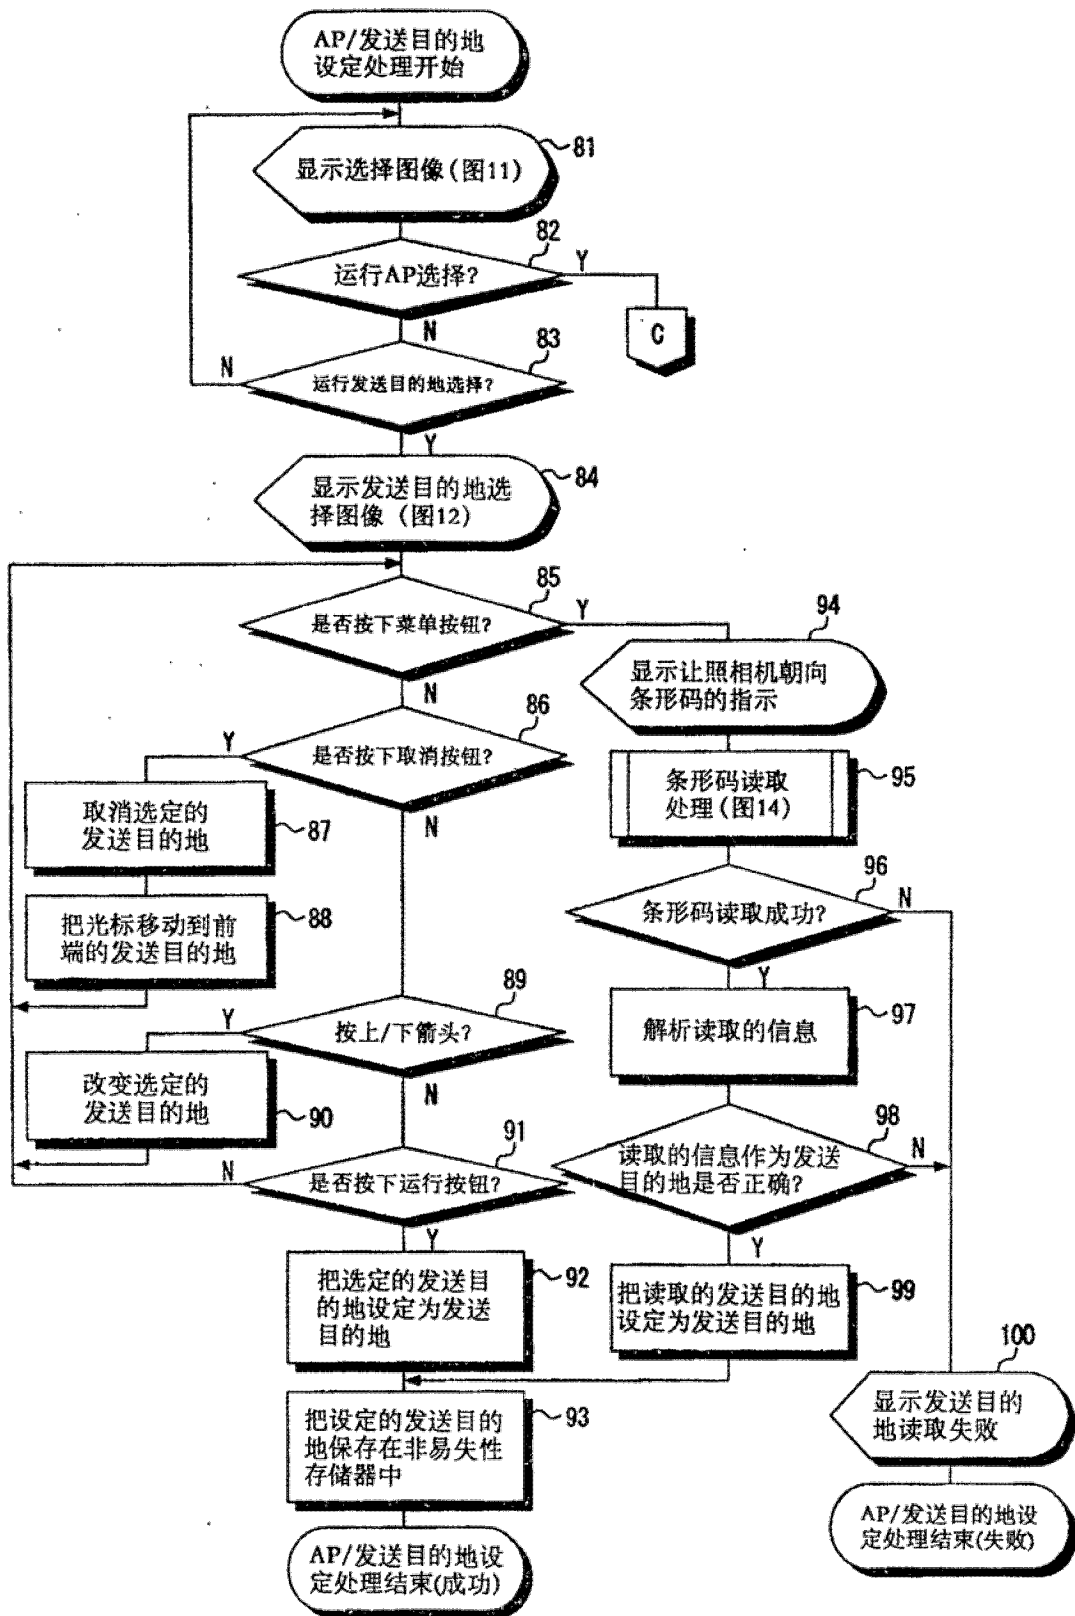 AP/发送目的地
设定处理开始
显示选择图像(图11)
81
运行AP选择?
82
Y
C
N
运行发送目的地选择?
83
N
Y
显示发送目的地选
择图像 (图12)
84
是否按下菜单按钮?
85
Y
显示让照相机朝向
条形码的指示
94
N
是否按下取消按钮?
86
Y
条形码读取
处理(图14)
95
取消选定的
发送目的地
87
N
条形码读取成功?
96
N
把光标移动到前
端的发送目的地
88
Y
按上/下箭头?
89
Y
解析读取的信息
97
改变选定的
发送目的地
90
N
是否按下运行按钮?
91
N
读取的信息作为发送
目的地是否正确?
98
N
Y
把选定的发送目
的地设定为发送
目的地
92
Y
把读取的发送目的地
设定为发送目的地
99
把设定的发送目的
地保存在非易失性
存储器中
93
显示发送目的
地读取失败
100
AP/发送目的地设
定处理结束(成功)
AP/发送目的地设
定处理结束(失败)